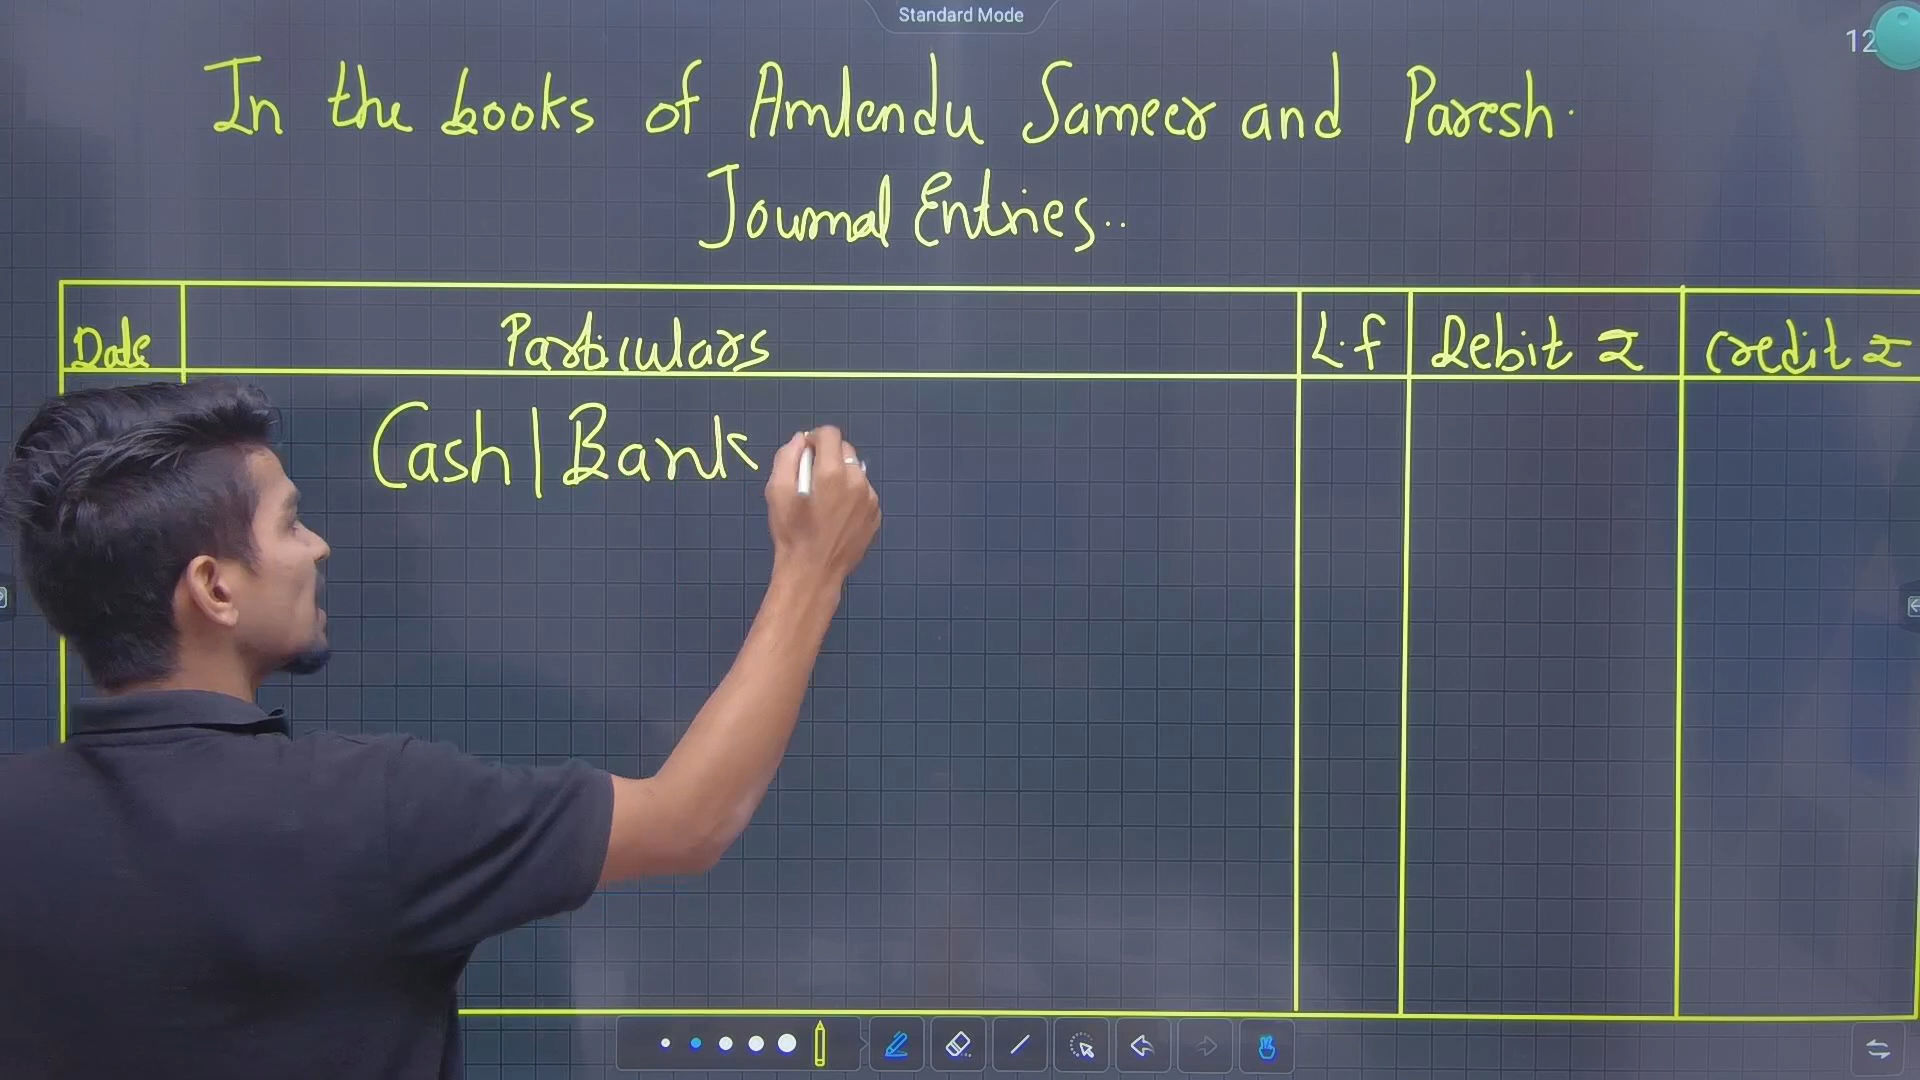 Standard Mode
12
In the books of Amlendu Sameer and Paresh.
Journal Entries..
Date Particulars L.f Debit ₹ Credit ₹
Cash | Bank